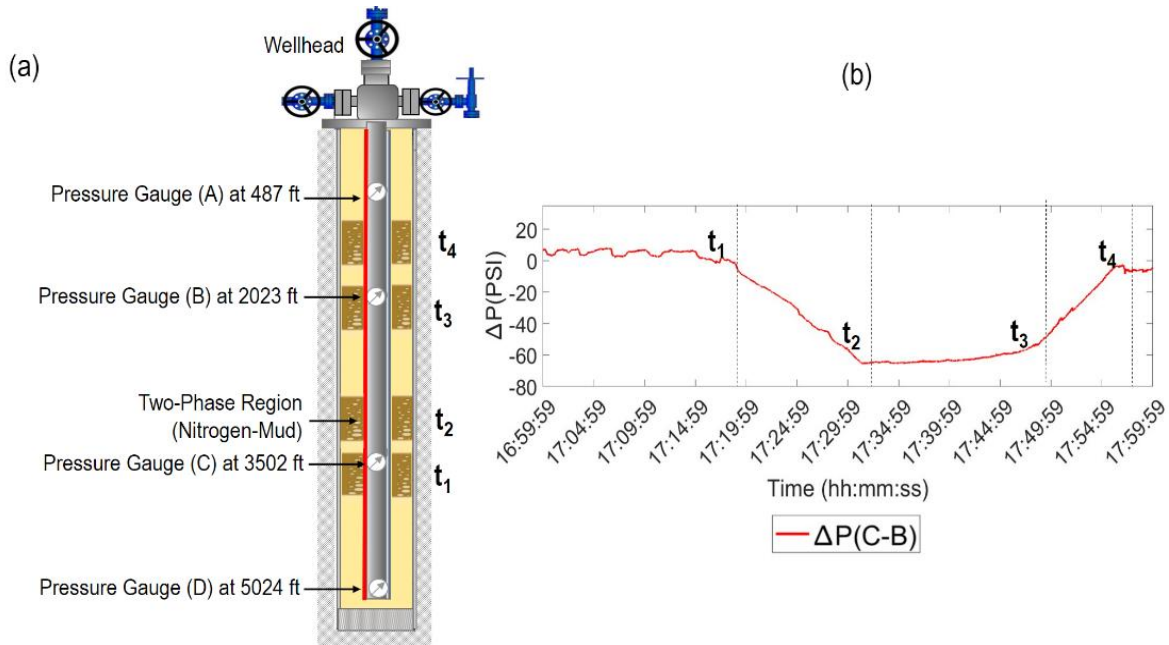 (a)
Wellhead
Pressure Gauge (A) at 487 ft
t4
Pressure Gauge (B) at 2023 ft
t3
Two-Phase Region
(Nitrogen-Mud)
t2
Pressure Gauge (C) at 3502 ft
t1
Pressure Gauge (D) at 5024 ft
(b)
ΔP(PSI)
20
0
-20
-40
-60
-80
t1
t2
t3
t4
16:59:59
17:04:59
17:09:59
17:14:59
17:19:59
17:24:59
17:29:59
17:34:59
17:39:59
17:44:59
17:49:59
17:54:59
17:59:59
Time (hh:mm:ss)
ΔP(C-B)